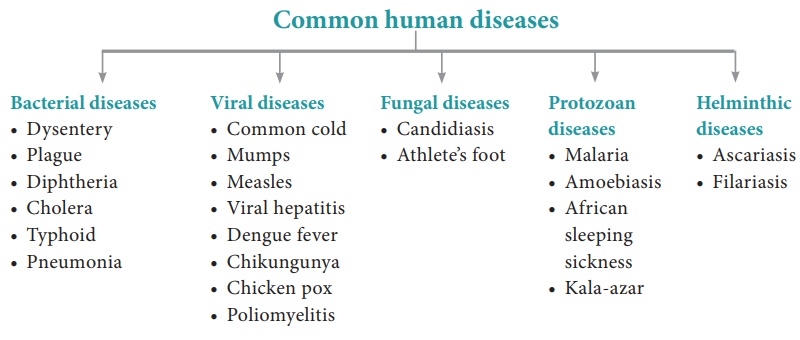 Common human diseases
Bacterial diseases
• Dysentery
• Plague
• Diphtheria
• Cholera
• Typhoid
• Pneumonia
Viral diseases
• Common cold
• Mumps
• Measles
• Viral hepatitis
• Dengue fever
• Chikungunya
• Chicken pox
• Poliomyelitis
Fungal diseases
• Candidiasis
• Athlete’s foot
Protozoan
diseases
• Malaria
• Amoebiasis
• African
sleeping
sickness
• Kala-azar
Helminthic
diseases
• Ascariasis
• Filariasis